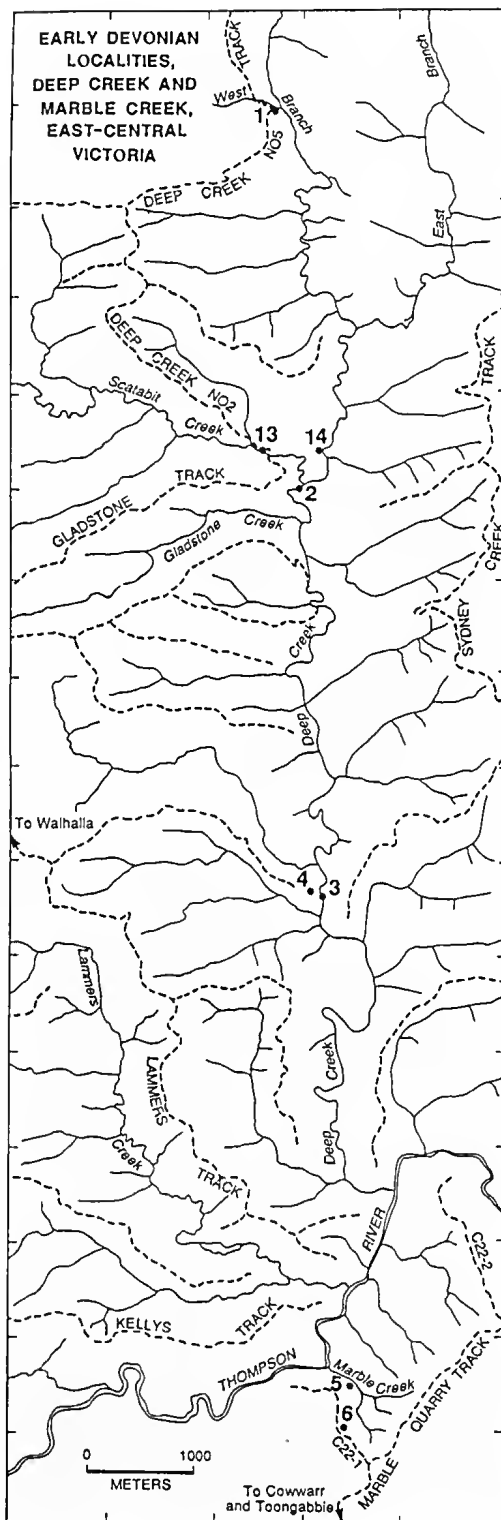 EARLY DEVONIAN
LOCALITIES,
DEEP CREEK AND
MARBLE CREEK,
EAST-CENTRAL
VICTORIA
TRACK
West
Branch
1
NO5
Branch
East
DEEP CREEK
DEEP CREEK NO2
TRACK
Scatabit
Creek
13
14
2
GLADSTONE
TRACK
Gladstone
Creek
CREEK
SYDNEY
Creek
Deep
To Walhalla
4
3
Lammers
Creek
LAMMERS
TRACK
Creek
Deep
RIVER
C22-2
KELLYS
TRACK
THOMPSON
Marble Creek
5
6
C22-1
MARBLE
QUARRY TRACK
0
1000
METERS
To Cowwarr
and Toongabbie